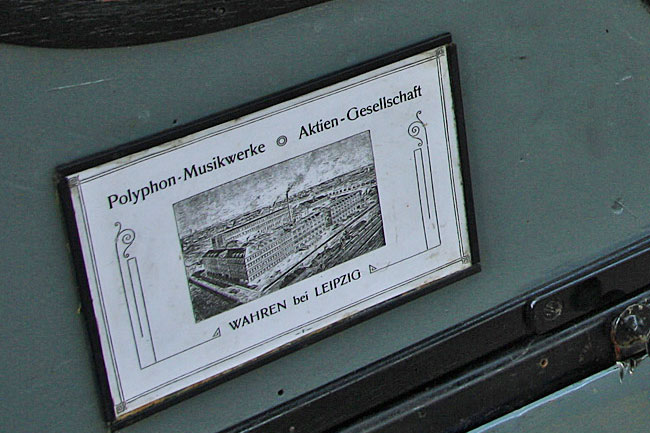 Polyphon-Musikwerke Aktien-Gesellschaft
WAHREN bei LEIPZIG